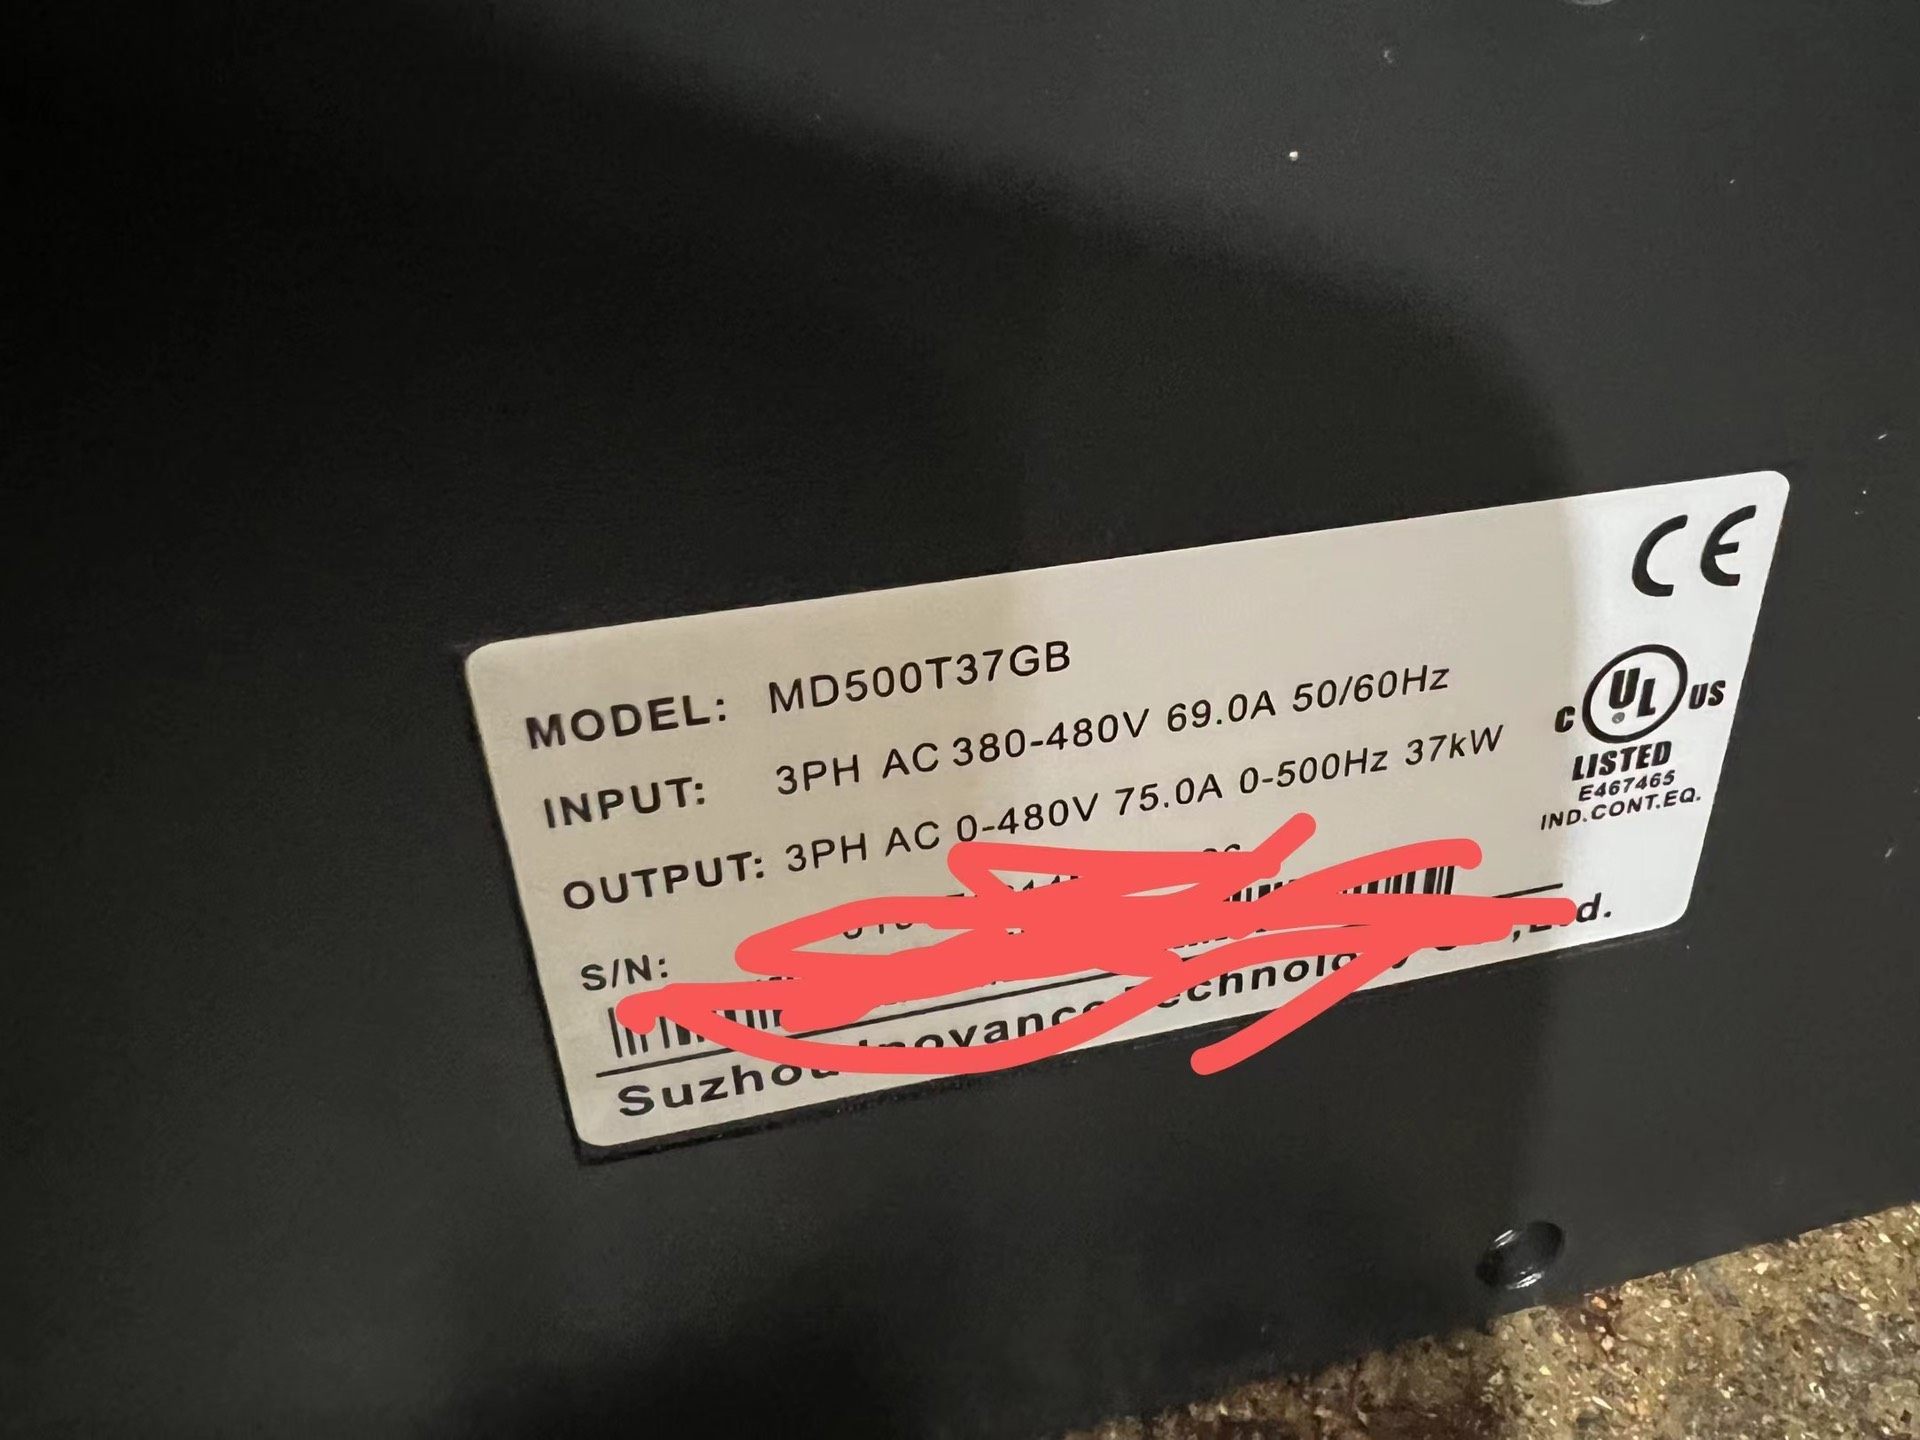 CE
MODEL: MD500T37GB
INPUT: 3PH AC 380-480V 69.0A 50/60Hz
OUTPUT: 3PH AC 0-480V 75.0A 0-500Hz 37kW
C UL US
LISTED
E467465
IND.CONT.EQ.
S/N: